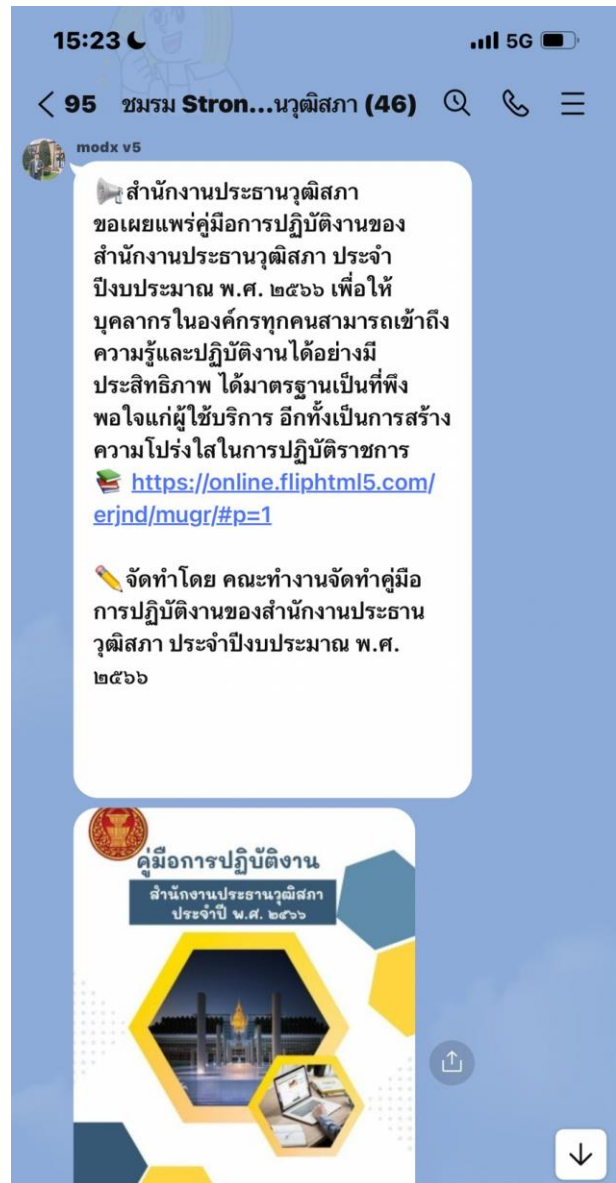 15:23
5G
95 ชมรม Stron...นวุฒิสภา (46)
modx v5
สำนักงานประธานวุฒิสภา
ขอเผยแพร่คู่มือการปฏิบัติงานของ
สำนักงานประธานวุฒิสภา ประจำ
ปีงบประมาณ พ.ศ. ๒๕๖๖ เพื่อให้
บุคลากรในองค์กรทุกคนสามารถเข้าถึง
ความรู้และปฏิบัติงานได้อย่างมี
ประสิทธิภาพ ได้มาตรฐานเป็นที่พึง
พอใจแก่ผู้ใช้บริการ อีกทั้งเป็นการสร้าง
ความโปร่งใสในการปฏิบัติราชการ
📚 https://online.fliphtml5.com/
erjnd/mugr/#p=1
จัดทำโดย คณะทำงานจัดทำคู่มือ
การปฏิบัติงานของสำนักงานประธาน
วุฒิสภา ประจำปีงบประมาณ พ.ศ.
๒๕๖๖
คู่มือการปฏิบัติงาน
สำนักงานประธานวุฒิสภา
ประจำปี พ.ศ. ๒๕๖๖